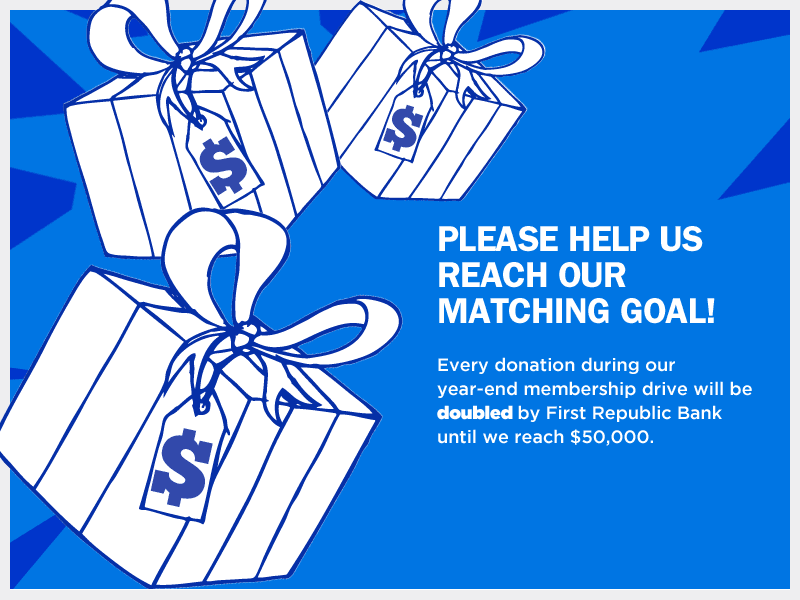 $
$
$
PLEASE HELP US
REACH OUR
MATCHING GOAL!
Every donation during our
year-end membership drive will be
doubled by First Republic Bank
until we reach $50,000.